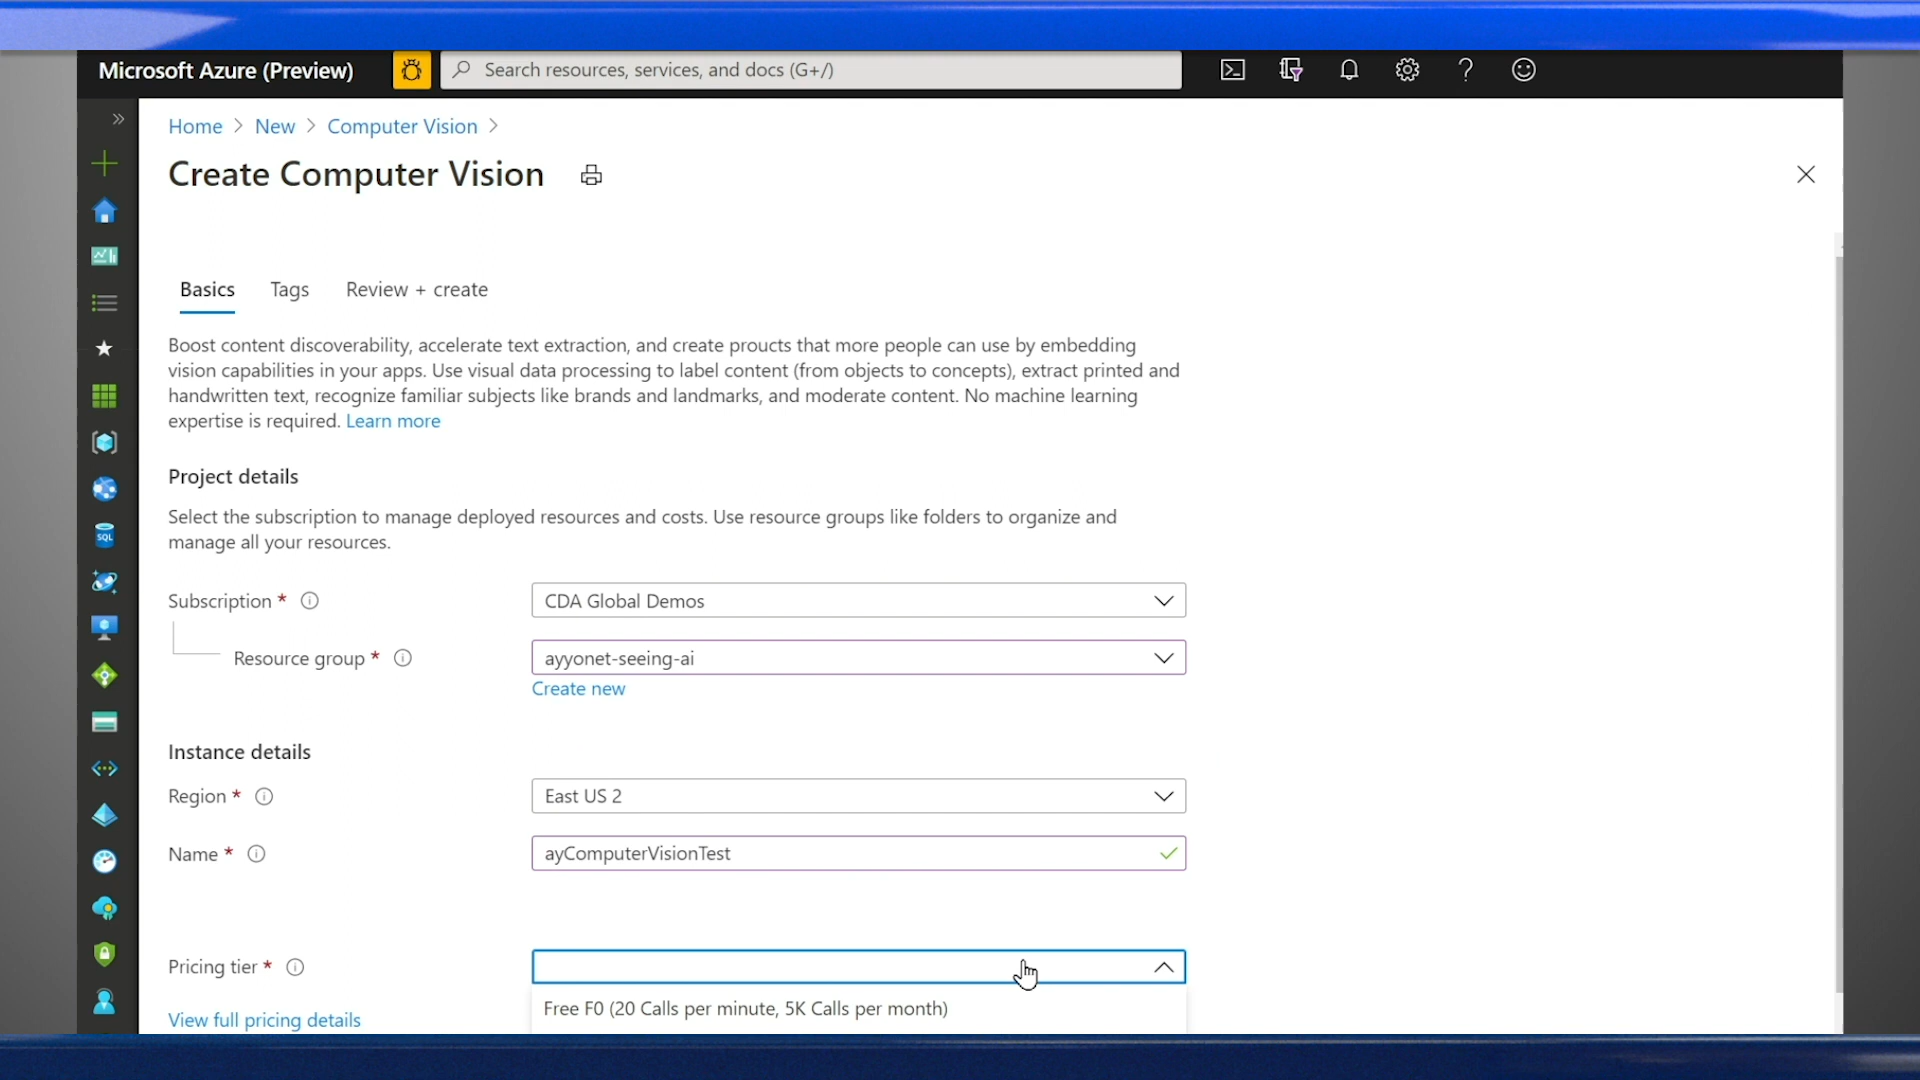 Microsoft Azure (Preview)
Search resources, services, and docs (G+/)
Home > New > Computer Vision >
Create Computer Vision
Basics Tags Review + create
Boost content discoverability, accelerate text extraction, and create proucts that more people can use by embedding
vision capabilities in your apps. Use visual data processing to label content (from objects to concepts), extract printed and
handwritten text, recognize familiar subjects like brands and landmarks, and moderate content. No machine learning
expertise is required. Learn more
Project details
Select the subscription to manage deployed resources and costs. Use resource groups like folders to organize and
manage all your resources.
Subscription * CDA Global Demos
Resource group * ayyonet-seeing-ai
Create new
Instance details
Region * East US 2
Name * ayComputerVisionTest
Pricing tier *
Free F0 (20 Calls per minute, 5K Calls per month)
View full pricing details
SQL